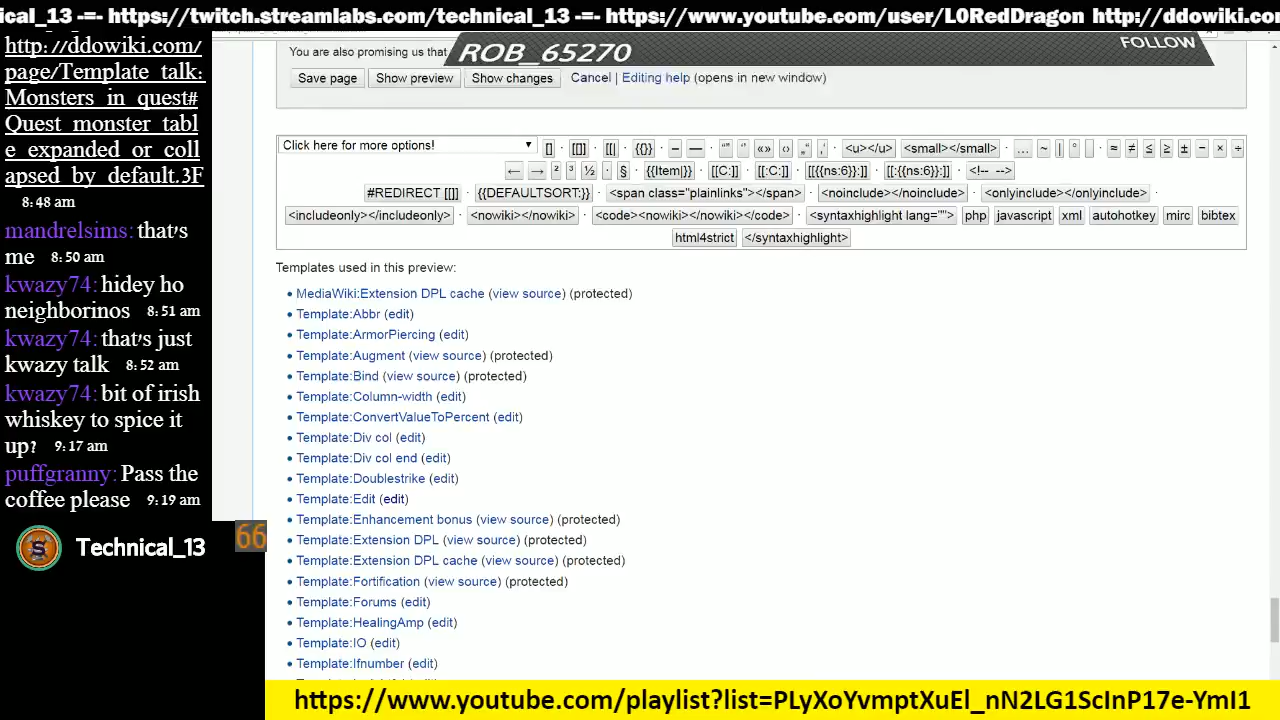 ical_13 -=- https://twitch.streamlabs.com/technical_13 -=- https://www.youtube.com/user/L0RedDragon http://ddowiki.co
http://ddowiki.com/
page/Template_talk:
Monsters_in_quest#
Quest_monster_tabl
e_expanded_or_coll
apsed_by_default.3F
8:48 am
mandrelsims: that's
me 8:50 am
kwazy74: hidey ho
neighborinos 8:51 am
kwazy74: that's just
kwazy talk 8:52 am
kwazy74: bit of irish
whiskey to spice it
up? 9:17 am
puffgranny: Pass the
coffee please 9:19 am
Technical_13
66
You are also promising us that
ROB_65270
FOLLOW
Save page Show preview Show changes Cancel | Editing help (opens in new window)
Click here for more options! [] · [[]] · [[| · {{}} · – · — · “” · ‘’ · «» · ‹› · „“ · ‚‘ · <u></u> · <small></small> · … · ~ · | · ° · · ≈ · ≠ · ≤ · ≥ · ± · − · × · ÷
← · → · ² · ³ · ½ · · · § · {{Item|}} · [[C:]] · [[:C:]] · [[{{ns:6}}:]] · [[:{{ns:6}}:]] · <!-- -->
#REDIRECT [[]] · {{DEFAULTSORT:}} · <span class="plainlinks"></span> · <noinclude></noinclude> · <onlyinclude></onlyinclude> ·
<includeonly></includeonly> · <nowiki></nowiki> · <code><nowiki></nowiki></code> · <syntaxhighlight lang=""> php javascript xml autohotkey mirc bibtex
html4strict </syntaxhighlight>
Templates used in this preview:
MediaWiki:Extension DPL cache (view source) (protected)
Template:Abbr (edit)
Template:ArmorPiercing (edit)
Template:Augment (view source) (protected)
Template:Bind (view source) (protected)
Template:Column-width (edit)
Template:ConvertValueToPercent (edit)
Template:Div col (edit)
Template:Div col end (edit)
Template:Doublestrike (edit)
Template:Edit (edit)
Template:Enhancement bonus (view source) (protected)
Template:Extension DPL (view source) (protected)
Template:Extension DPL cache (view source) (protected)
Template:Fortification (view source) (protected)
Template:Forums (edit)
Template:HealingAmp (edit)
Template:IO (edit)
Template:Ifnumber (edit)
https://www.youtube.com/playlist?list=PLyXoYvmptXuEl_nN2LG1ScInP17e-YmI1